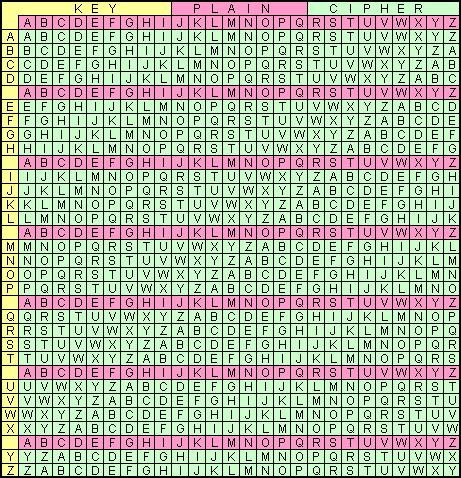 KEY PLAIN CIPHER
A B C D E F G H I J K L M N O P Q R S T U V W X Y Z
A A B C D E F G H I J K L M N O P Q R S T U V W X Y Z
B B C D E F G H I J K L M N O P Q R S T U V W X Y Z A
C C D E F G H I J K L M N O P Q R S T U V W X Y Z A B
D D E F G H I J K L M N O P Q R S T U V W X Y Z A B C
A B C D E F G H I J K L M N O P Q R S T U V W X Y Z
E E F G H I J K L M N O P Q R S T U V W X Y Z A B C D
F F G H I J K L M N O P Q R S T U V W X Y Z A B C D E
G G H I J K L M N O P Q R S T U V W X Y Z A B C D E F
H H I J K L M N O P Q R S T U V W X Y Z A B C D E F G
A B C D E F G H I J K L M N O P Q R S T U V W X Y Z
I I J K L M N O P Q R S T U V W X Y Z A B C D E F G H
J J K L M N O P Q R S T U V W X Y Z A B C D E F G H I
K K L M N O P Q R S T U V W X Y Z A B C D E F G H I J
L L M N O P Q R S T U V W X Y Z A B C D E F G H I J K
A B C D E F G H I J K L M N O P Q R S T U V W X Y Z
M M N O P Q R S T U V W X Y Z A B C D E F G H I J K L
N N O P Q R S T U V W X Y Z A B C D E F G H I J K L M
O O P Q R S T U V W X Y Z A B C D E F G H I J K L M N
P P Q R S T U V W X Y Z A B C D E F G H I J K L M N O
A B C D E F G H I J K L M N O P Q R S T U V W X Y Z
Q Q R S T U V W X Y Z A B C D E F G H I J K L M N O P
R R S T U V W X Y Z A B C D E F G H I J K L M N O P Q
S S T U V W X Y Z A B C D E F G H I J K L M N O P Q R
T T U V W X Y Z A B C D E F G H I J K L M N O P Q R S
A B C D E F G H I J K L M N O P Q R S T U V W X Y Z
U U V W X Y Z A B C D E F G H I J K L M N O P Q R S T
V V W X Y Z A B C D E F G H I J K L M N O P Q R S T U
W W X Y Z A B C D E F G H I J K L M N O P Q R S T U V
X X Y Z A B C D E F G H I J K L M N O P Q R S T U V W
A B C D E F G H I J K L M N O P Q R S T U V W X Y Z
Y Y Z A B C D E F G H I J K L M N O P Q R S T U V W X
Z Z A B C D E F G H I J K L M N O P Q R S T U V W X Y